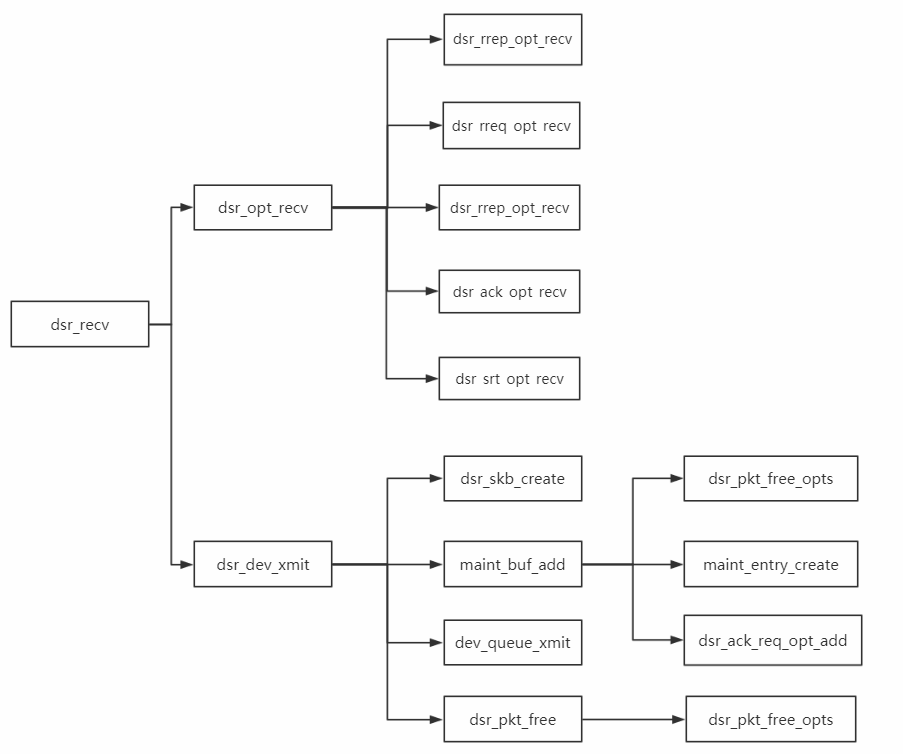 dsr_rrep_opt_recv
dsr rreq opt recv
dsr_opt_recv
dsr_rrep_opt_recv
dsr ack opt recv
dsr_recv
dsr srt opt recv
dsr_skb_create
dsr_pkt_free_opts
dsr_dev_xmit
maint_buf_add
maint_entry_create
dev_queue_xmit
dsr_ack_req_opt_add
dsr_pkt_free
dsr_pkt_free_opts